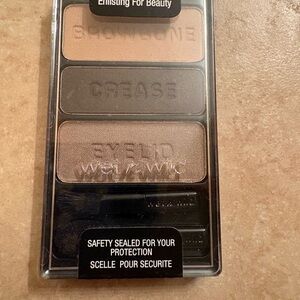 Enlisting For Beauty
BROWBONE
CREASE
EYELID
wet n wild
SAFETY SEALED FOR YOUR
PROTECTION
SCELLE POUR SECURITE